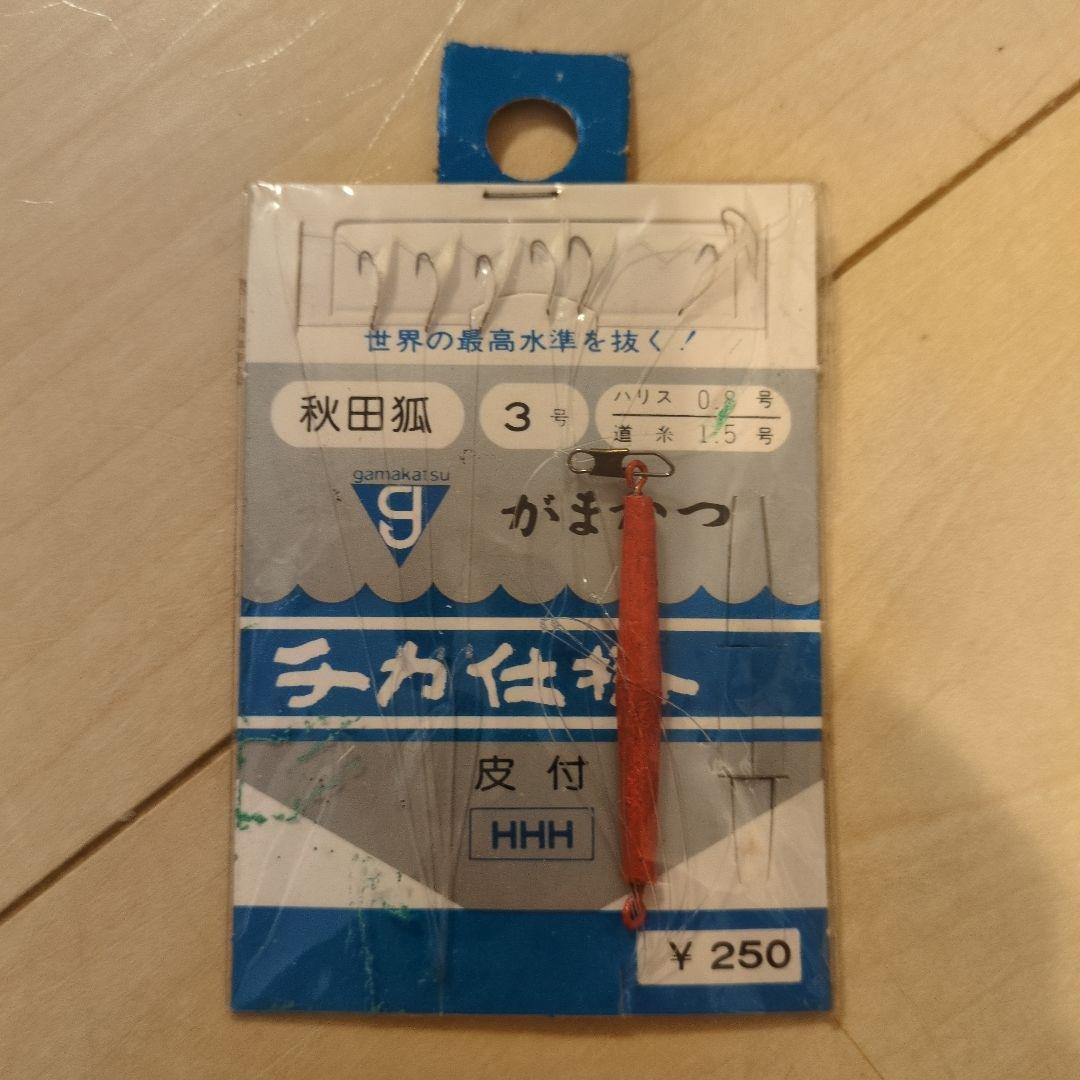 世界の最高水準を抜く!
秋田狐
3号
ハリス 0.8号
道糸 1.5号
gamakatsu
g
がまかつ
チカ仕掛
皮付
HHH
¥250